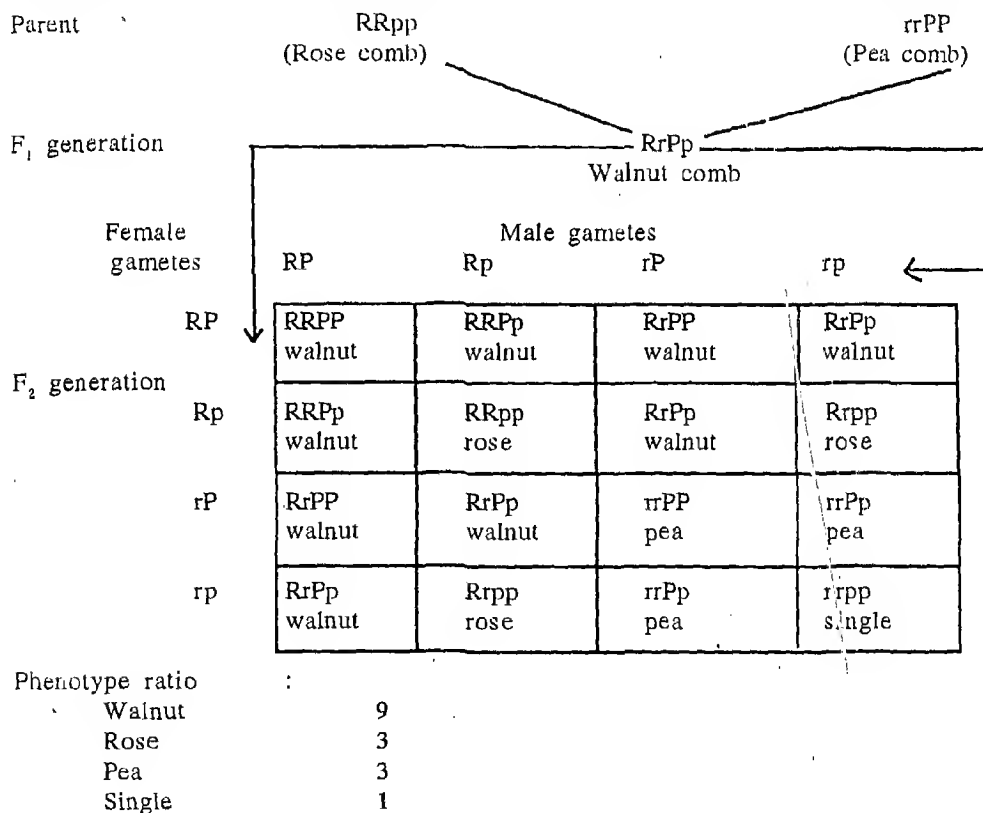 Parent RRpp rrPP
(Rose comb) (Pea comb)
F₁ generation RrPp
Walnut comb
Female Male gametes
gametes RP Rp rP rp
RP RRPP RRPp RrPP RrPp
walnut walnut walnut walnut
F₂ generation
Rp RRPp RRpp RrPp Rrpp
walnut rose walnut rose
rP RrPP RrPp rrPP rrPp
walnut walnut pea pea
rp RrPp Rrpp rrPp rrpp
walnut rose pea single
Phenotype ratio :
Walnut 9
Rose 3
Pea 3
Single 1